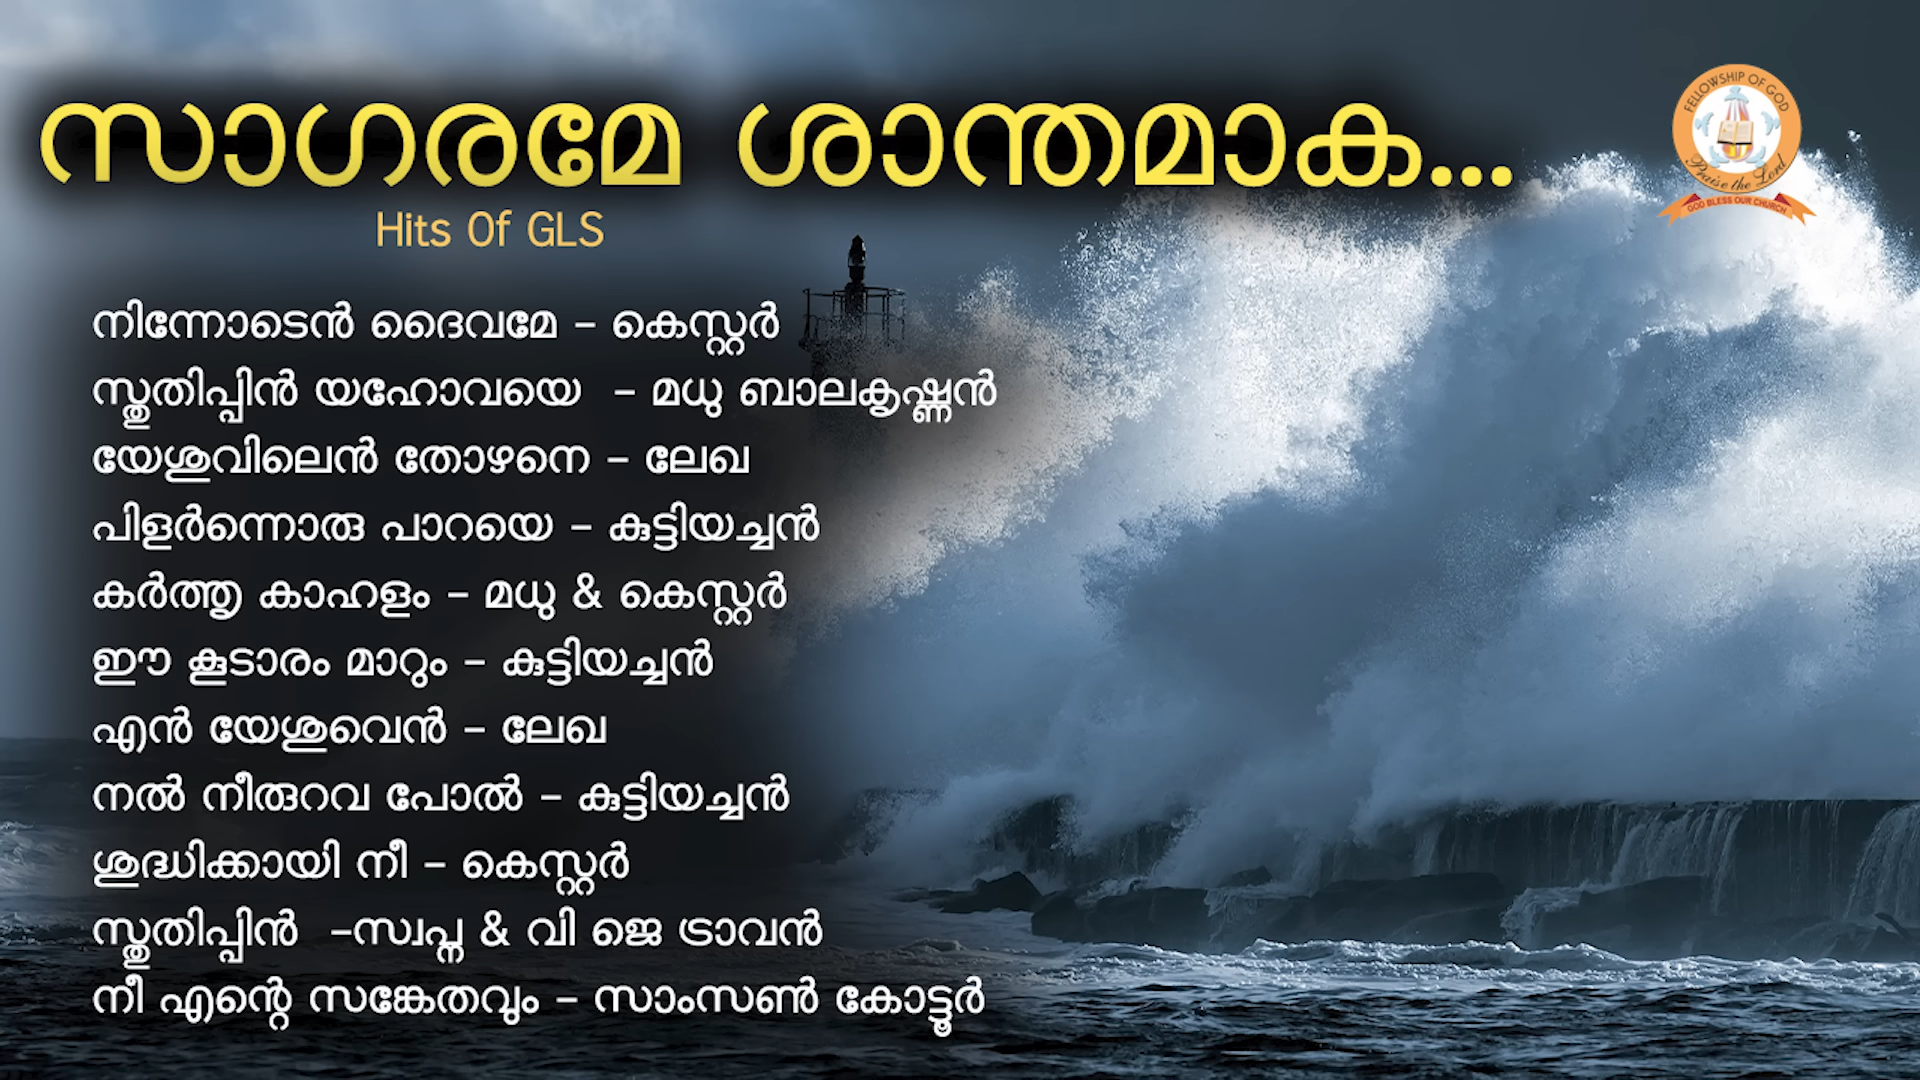 സാഗരമേ ശാന്തമാക...
Hits Of GLS
FELLOWSHIP OF GOD
Praise the Lord
GOD BLESS OUR CHURCH
നിന്നോടെൻ ദൈവമേ - കെസ്റ്റർ
സ്തുതിപ്പിൻ യഹോവയെ - മധു ബാലകൃഷ്ണൻ
യേശുവിലെൻ തോഴനെ - ലേഖ
പിളർന്നൊരു പാറയെ - കുട്ടിയച്ചൻ
കർത്തൃ കാഹളം - മധു & കെസ്റ്റർ
ഈ കൂടാരം മാറും - കുട്ടിയച്ചൻ
എൻ യേശുവെൻ - ലേഖ
നൽ നീരുറവ പോൽ - കുട്ടിയച്ചൻ
ശുദ്ധിക്കായി നീ - കെസ്റ്റർ
സ്തുതിപ്പിൻ -സ്വപ്ന & വി ജെ ട്രാവൻ
നീ എന്റെ സങ്കേതവും - സാംസൺ കോട്ടൂർ